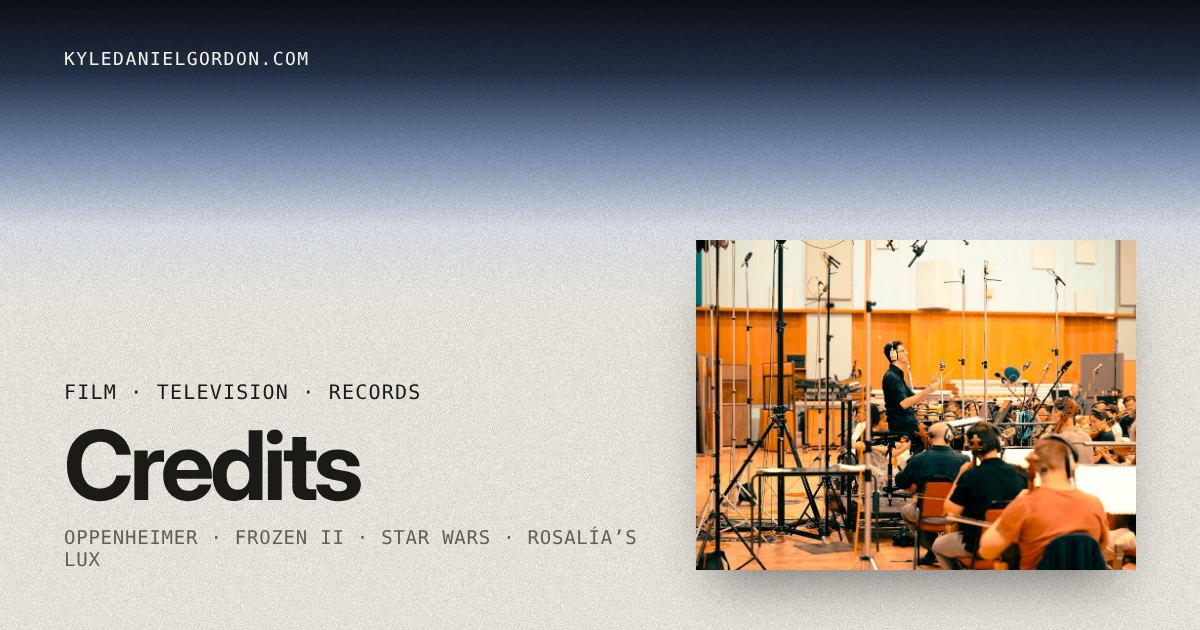 KYLEDANIELGORDON.COM
FILM · TELEVISION · RECORDS
Credits
OPPENHEIMER · FROZEN II · STAR WARS · ROSALÍA’S
LUX